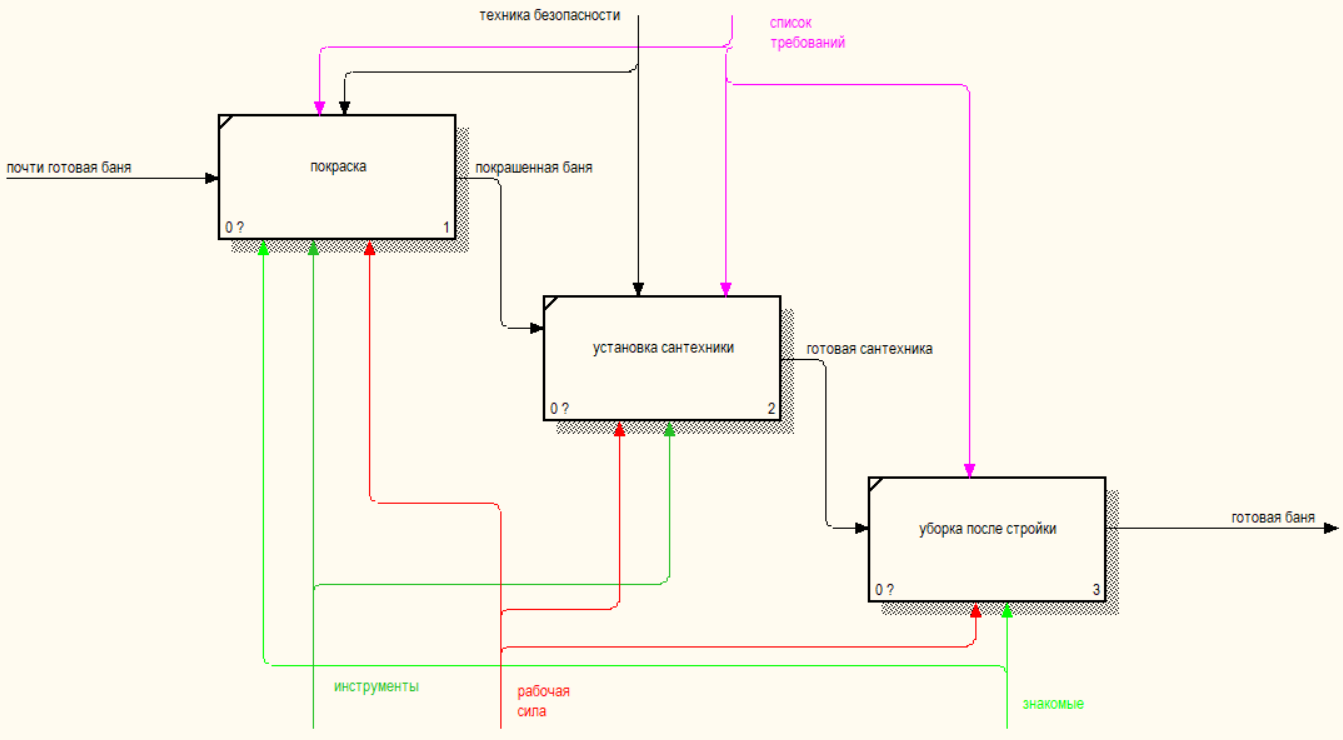 техника безопасности
список
требований
почти готовая баня
покраска
покрашенная баня
0 ?
1
установка сантехники
готовая сантехника
0 ?
2
уборка после стройки
готовая баня
0 ?
3
инструменты
рабочая
сила
знакомые